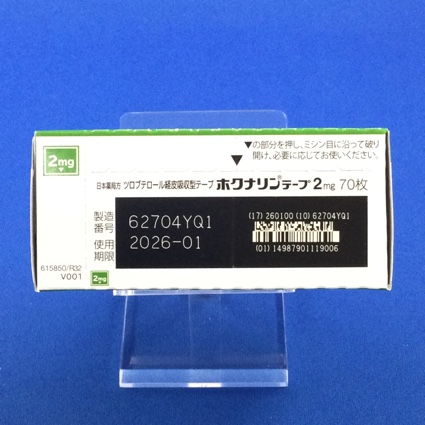 2mg
▼の部分を押し、ミシン目に沿って破り
▼ 開け、必要に応じてお使いください。
日本薬局方 ツロブテロール経皮吸収型テープ ホクナリンテープ2mg 70枚
製造番号 62704YQ1
使用期限 2026-01
(17) 260100 (10) 62704YQ1
(01) 14987901119006
615850/R32
V001
2mg